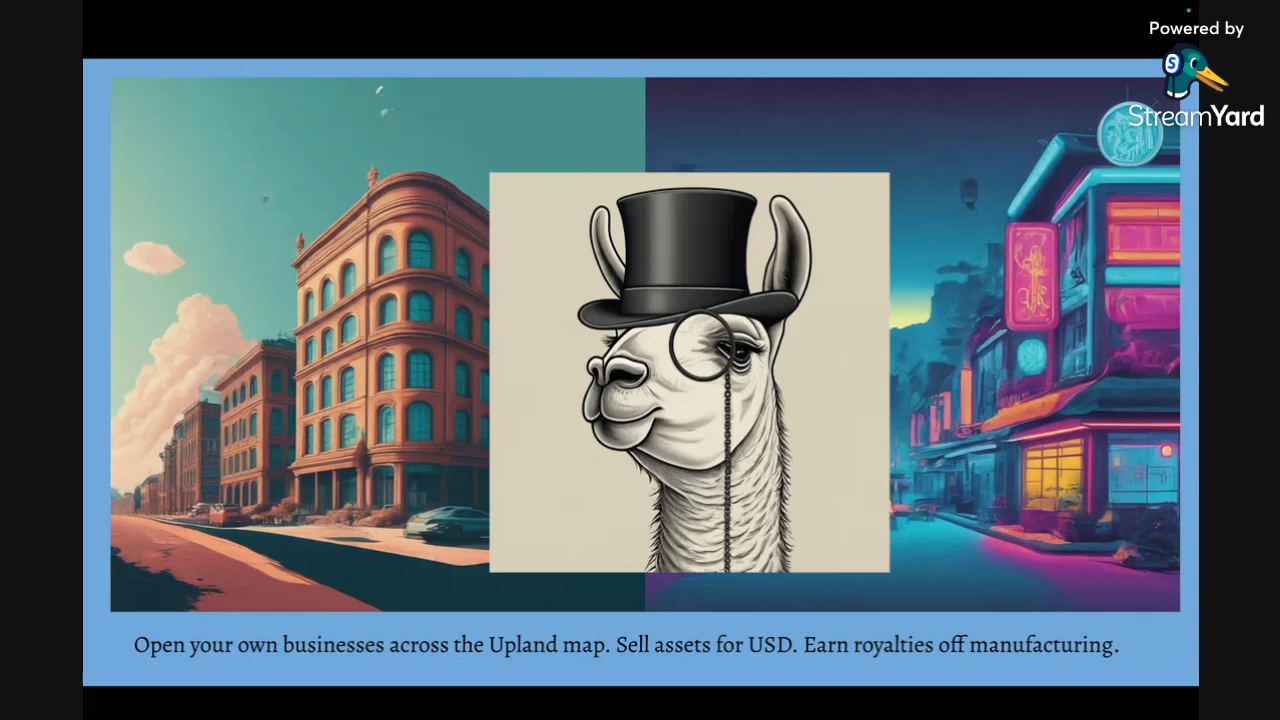 Powered by
S
StreamYard
Open your own businesses across the Upland map. Sell assets for USD. Earn royalties off manufacturing.